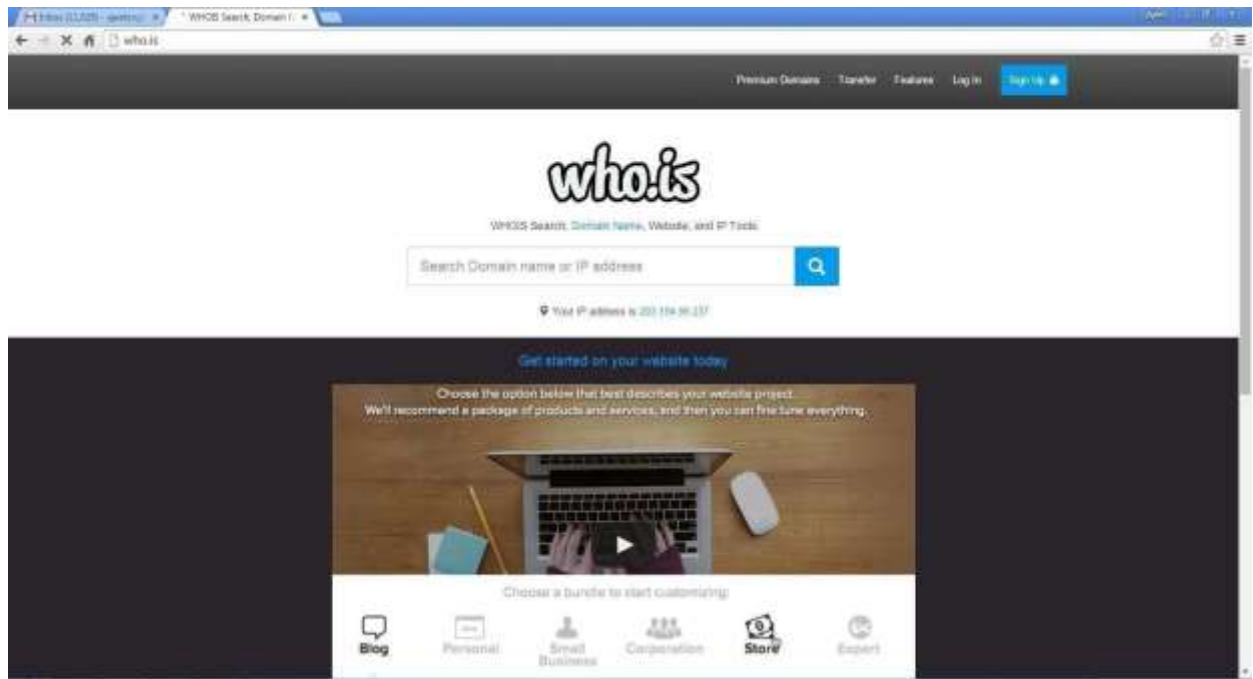 WHOIS Search, Domain
who.is
Premium Domains Transfer Features Log In Sign Up
who.is
WHOIS Search, Domain Name, Website, and IP Tools
Search Domain name or IP address
Your IP address is
Get started on your website today
Choose the option below that best describes your website project.
We'll recommend a package of products and services, and then you can fine tune everything.
Choose a bundle to start customizing:
Blog Personal Small Business Corporation Store Expert